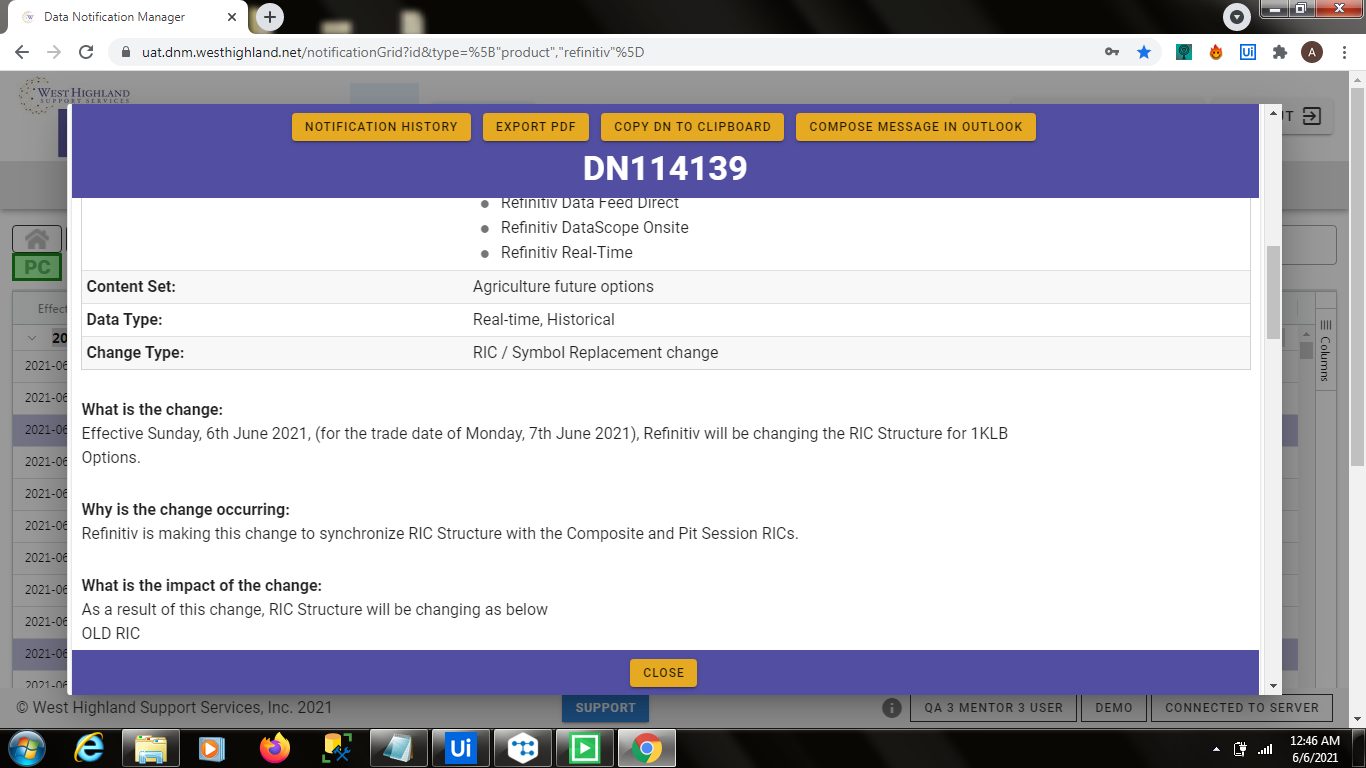 Data Notification Manager
uat.dnm.westhighland.net/notificationGrid?id&type=%5B"product","refinitiv"%5D
Ui
A
WEST HIGHLAND
SUPPORT SERVICES
NOTIFICATION HISTORY
EXPORT PDF
COPY DN TO CLIPBOARD
COMPOSE MESSAGE IN OUTLOOK
DN114139
Refinitiv Data Feed Direct
Refinitiv DataScope Onsite
Refinitiv Real-Time
Content Set: Agriculture future options
Data Type: Real-time, Historical
Change Type: RIC / Symbol Replacement change
What is the change:
Effective Sunday, 6th June 2021, (for the trade date of Monday, 7th June 2021), Refinitiv will be changing the RIC Structure for 1KLB
Options.
Why is the change occurring:
Refinitiv is making this change to synchronize RIC Structure with the Composite and Pit Session RICs.
What is the impact of the change:
As a result of this change, RIC Structure will be changing as below
OLD RIC
CLOSE
PC
Effect
20
2021-06
2021-06
2021-06
2021-06
2021-06
2021-06
2021-06
2021-06
2021-06
2021-06
2021-06
Columns
© West Highland Support Services, Inc. 2021
SUPPORT
QA 3 MENTOR 3 USER
DEMO
CONNECTED TO SERVER
Ui
12:46 AM
6/6/2021